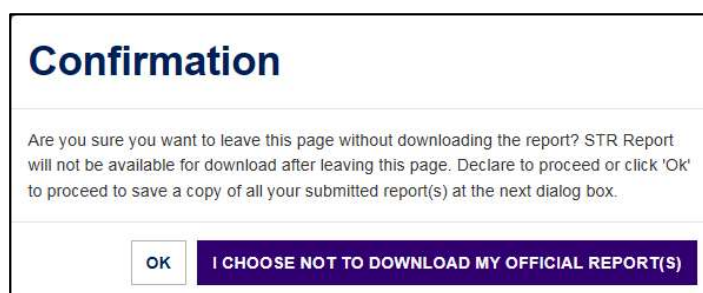 Confirmation
Are you sure you want to leave this page without downloading the report? STR Report
will not be available for download after leaving this page. Declare to proceed or click 'Ok'
to proceed to save a copy of all your submitted report(s) at the next dialog box.
OK I CHOOSE NOT TO DOWNLOAD MY OFFICIAL REPORT(S)